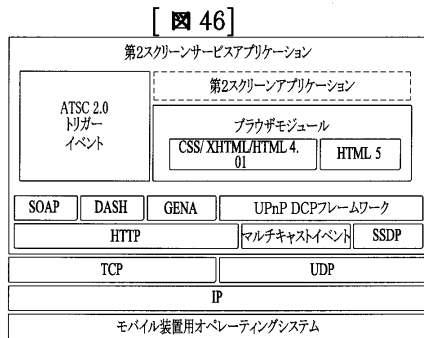 [図46]
第2スクリーンサービスアプリケーション
ATSC 2.0
トリガー
イベント
第2スクリーンアプリケーション
ブラウザモジュール
CSS/ XHTML/HTML 4.
01
HTML 5
SOAP
DASH
GENA
UPnP DCPフレームワーク
HTTP
マルチキャストイベント
SSDP
TCP
UDP
IP
モバイル装置用オペレーティングシステム